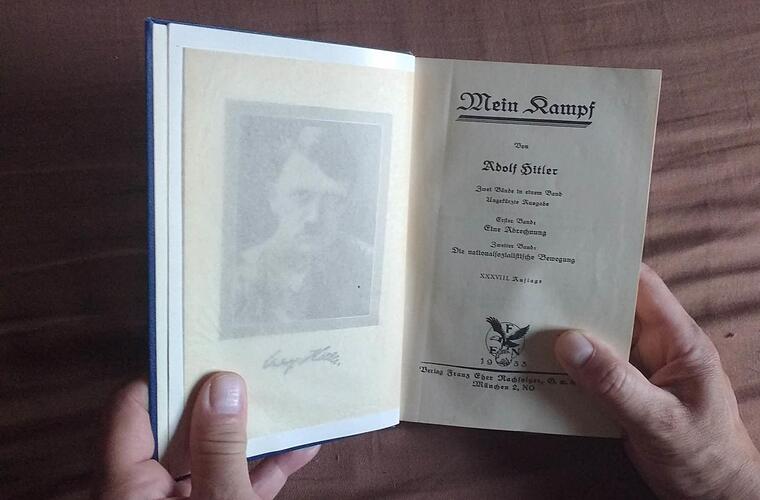 Mein Kampf
Von
Adolf Hitler
Zwei Bände in einem Band
Ungekürzte Ausgabe
Erster Band:
Eine Abrechnung
Zweiter Band:
Die nationalsozialistische Bewegung
XXXVIII. Auflage
F
E N
1933
Verlag Franz Eher Nachfolger, G. m.
München 2, NO